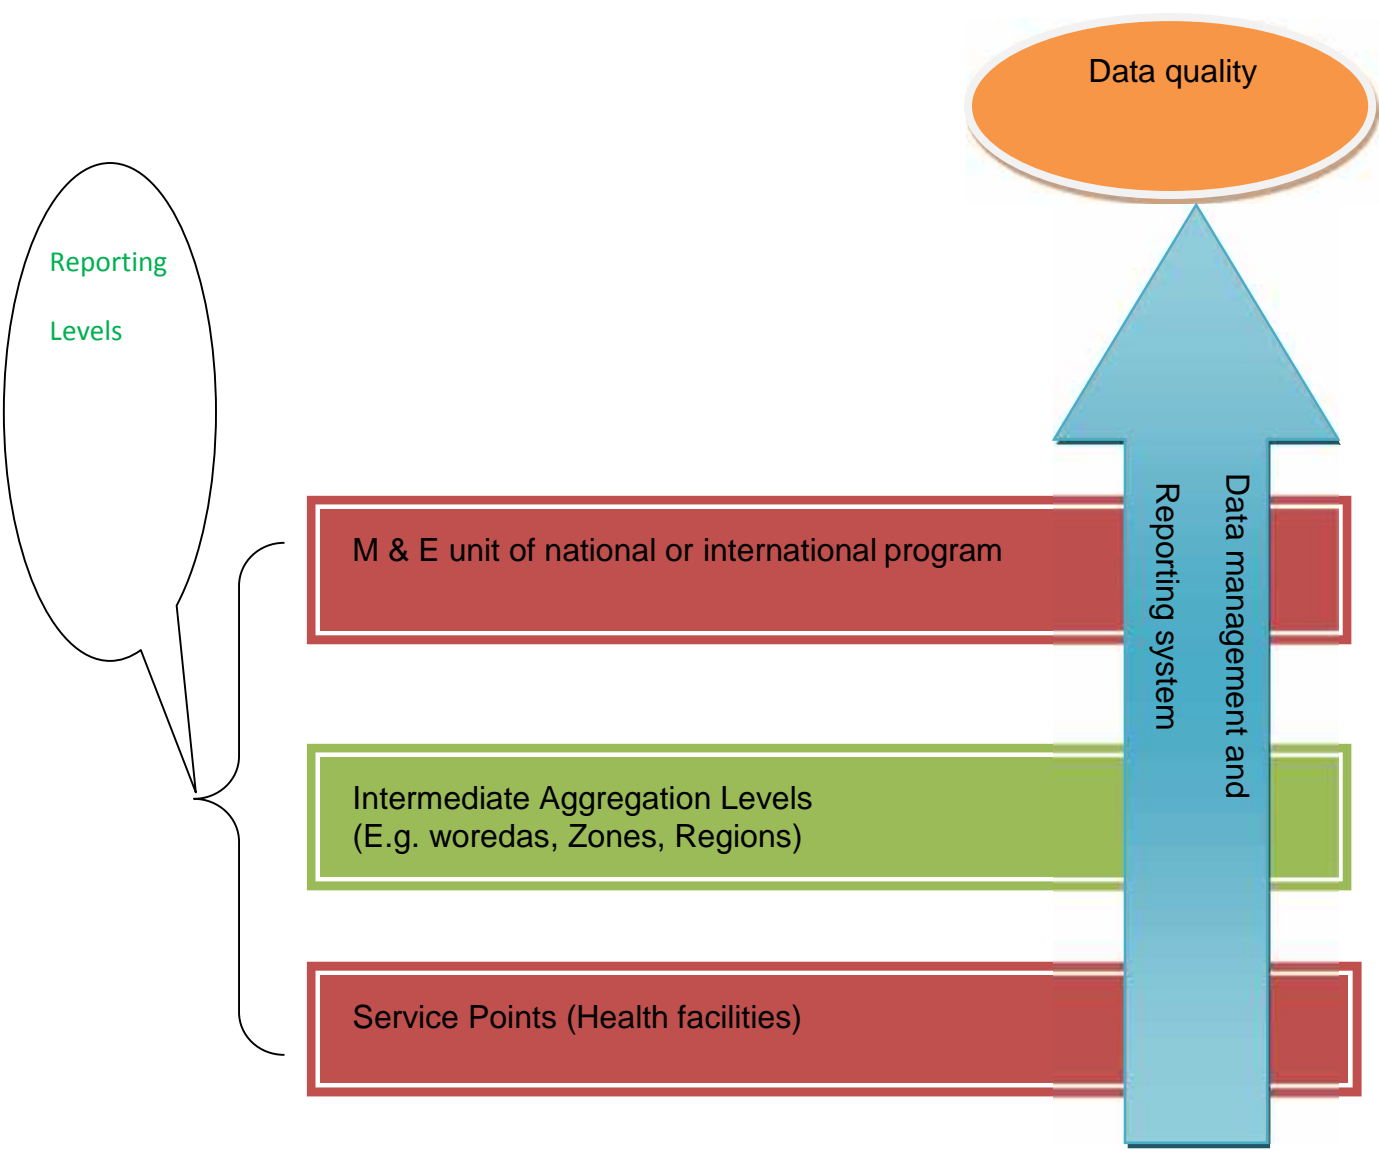 Data quality
Reporting
Levels
M & E unit of national or international program
Intermediate Aggregation Levels
(E.g. woredas, Zones, Regions)
Service Points (Health facilities)
Data management and
Reporting system